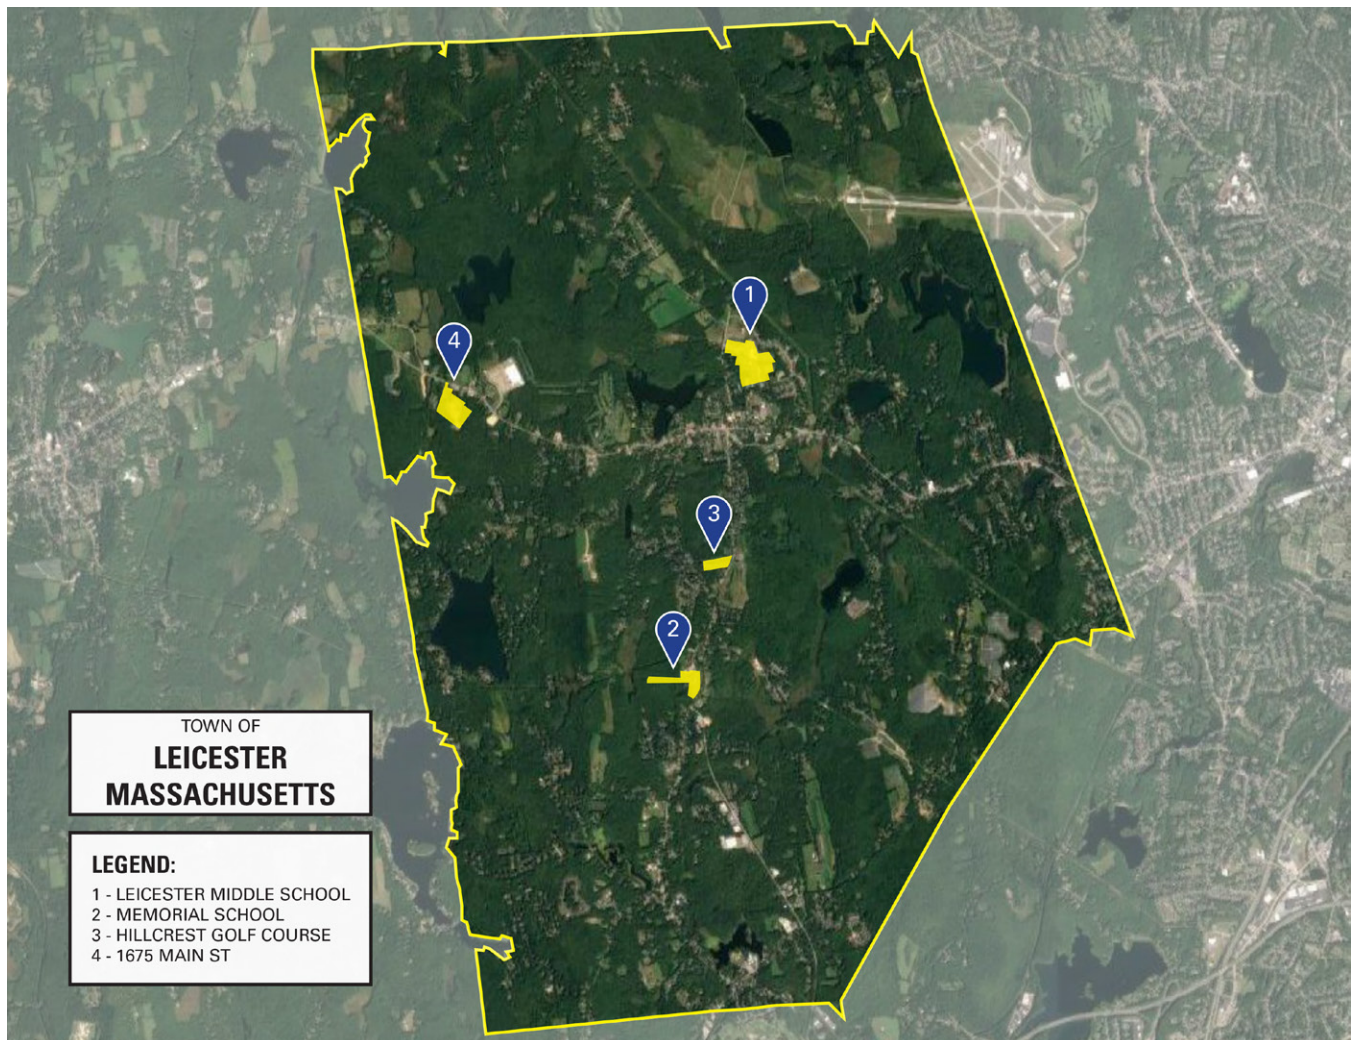 1
4
3
2
TOWN OF
LEICESTER
MASSACHUSETTS
LEGEND:
1 - LEICESTER MIDDLE SCHOOL
2 - MEMORIAL SCHOOL
3 - HILLCREST GOLF COURSE
4 - 1675 MAIN ST